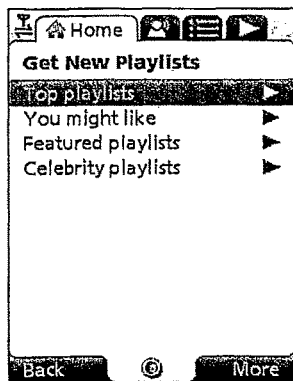 Home
Get New Playlists
Top playlists
You might like
Featured playlists
Celebrity playlists
Back More